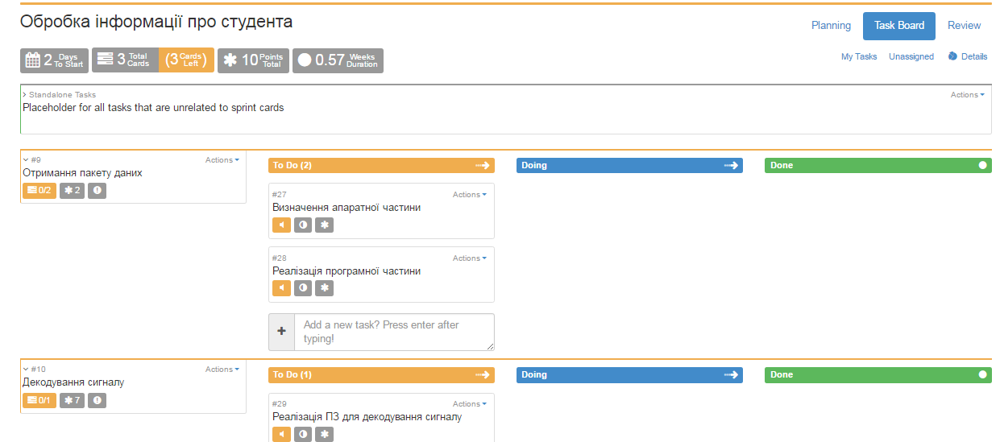 Обробка інформації про студента
Planning Task Board Review
2 Days To Start 3 Total Cards (3 Cards Left) 10 Points Total 0.57 Weeks Duration
My Tasks Unassigned Details
Standalone Tasks Actions
Placeholder for all tasks that are unrelated to sprint cards
#9 Actions
Отримання пакету даних
0/2 2
To Do (2) Doing Done
#27 Actions
Визначення апаратної частини
#28 Actions
Реалізація програмної частини
Add a new task? Press enter after
typing!
#10 Actions
Декодування сигналу
0/1 7
To Do (1) Doing Done
#29 Actions
Реалізація ПЗ для декодування сигналу